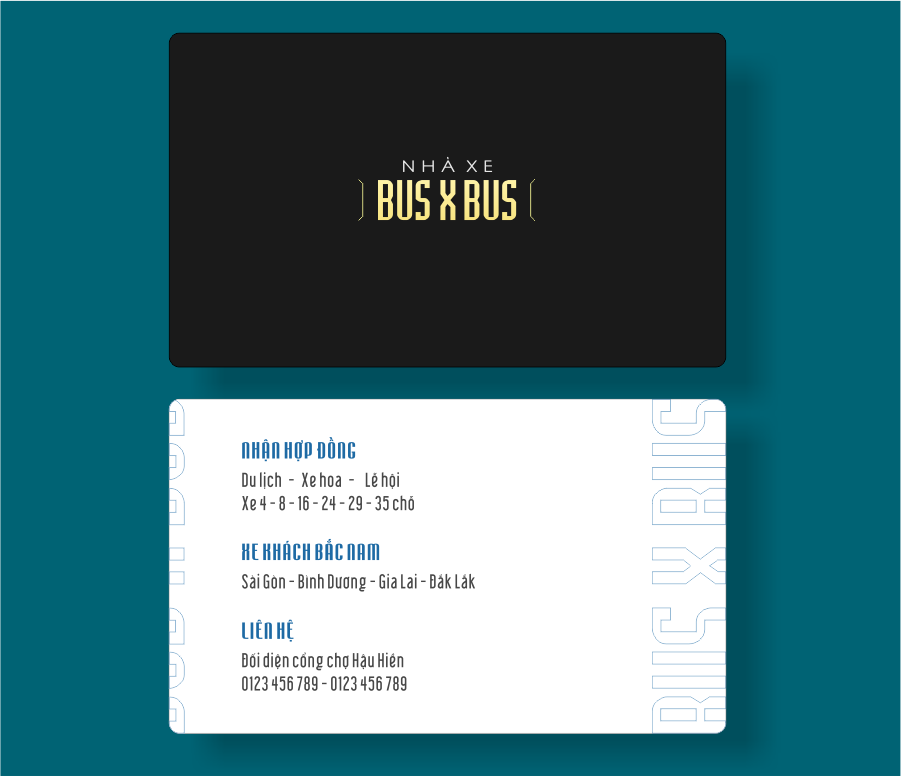 NHÀ XE
BUS X BUS
NHẬN HỢP ĐỒNG
Du lịch - Xe hoa - Lễ hội
Xe 4 - 8 - 16 - 24 - 29 - 35 chỗ
XE KHÁCH BẮC NAM
Sài Gòn - Bình Dương - Gia Lai - Đăk Lăk
LIÊN HỆ
Đối diện cổng chợ Hậu Hiền
0123 456 789 - 0123 456 789
BUS X BUS
BUS X BUS